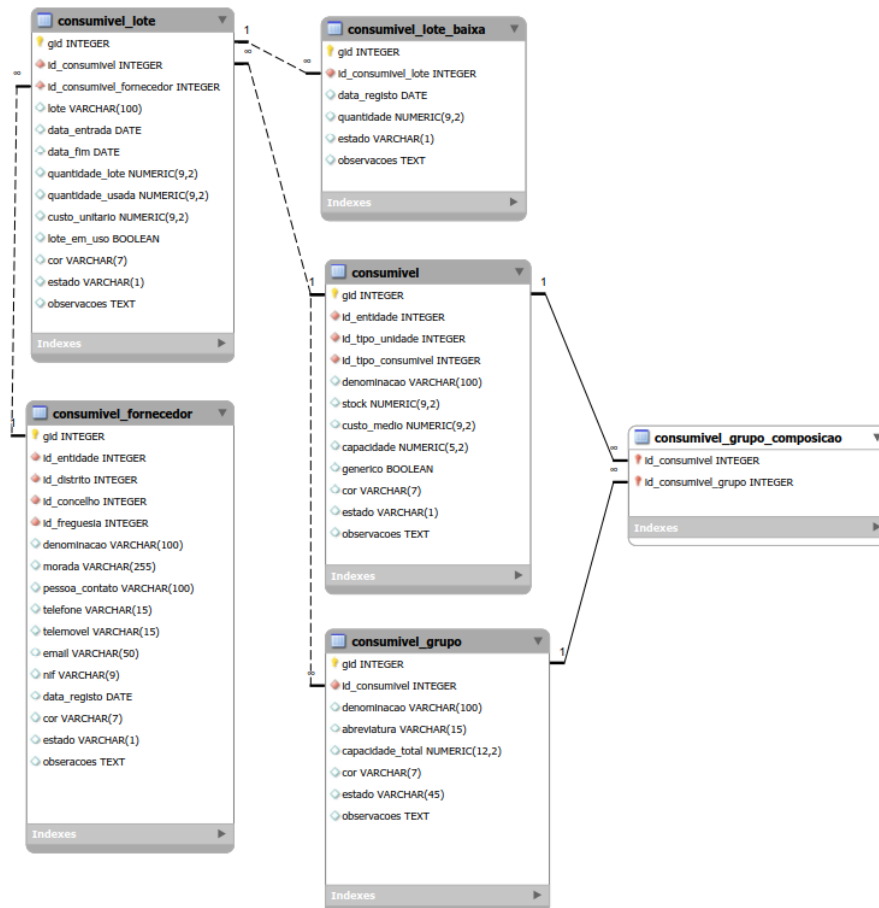 consumivel_lote
gid INTEGER
id_consumivel INTEGER
id_consumivel_fornecedor INTEGER
lote VARCHAR(100)
data_entrada DATE
data_fim DATE
quantidade_lote NUMERIC(9,2)
quantidade_usada NUMERIC(9,2)
custo_unitario NUMERIC(9,2)
lote_em_uso BOOLEAN
cor VARCHAR(7)
estado VARCHAR(1)
observacoes TEXT
Indexes
1
∞
∞
∞
consumivel_lote_baixa
gid INTEGER
id_consumivel_lote INTEGER
data_registo DATE
quantidade NUMERIC(9,2)
estado VARCHAR(1)
observacoes TEXT
Indexes
1
consumivel
gid INTEGER
id_entidade INTEGER
id_tipo_unidade INTEGER
id_tipo_consumivel INTEGER
denominacao VARCHAR(100)
stock NUMERIC(9,2)
custo_medio NUMERIC(9,2)
capacidade NUMERIC(5,2)
generico BOOLEAN
cor VARCHAR(7)
estado VARCHAR(1)
observacoes TEXT
Indexes
1
1
consumivel_fornecedor
gid INTEGER
id_entidade INTEGER
id_distrito INTEGER
id_concelho INTEGER
id_freguesia INTEGER
denominacao VARCHAR(100)
morada VARCHAR(255)
pessoa_contato VARCHAR(100)
telefone VARCHAR(15)
telemovel VARCHAR(15)
email VARCHAR(50)
nif VARCHAR(9)
data_registo DATE
cor VARCHAR(7)
estado VARCHAR(1)
obseracoes TEXT
Indexes
consumivel_grupo_composicao
id_consumivel INTEGER
id_consumivel_grupo INTEGER
Indexes
∞
∞
consumivel_grupo
gid INTEGER
id_consumivel INTEGER
denominacao VARCHAR(100)
abreviatura VARCHAR(15)
capacidade_total NUMERIC(12,2)
cor VARCHAR(7)
estado VARCHAR(45)
observacoes TEXT
Indexes
1
∞